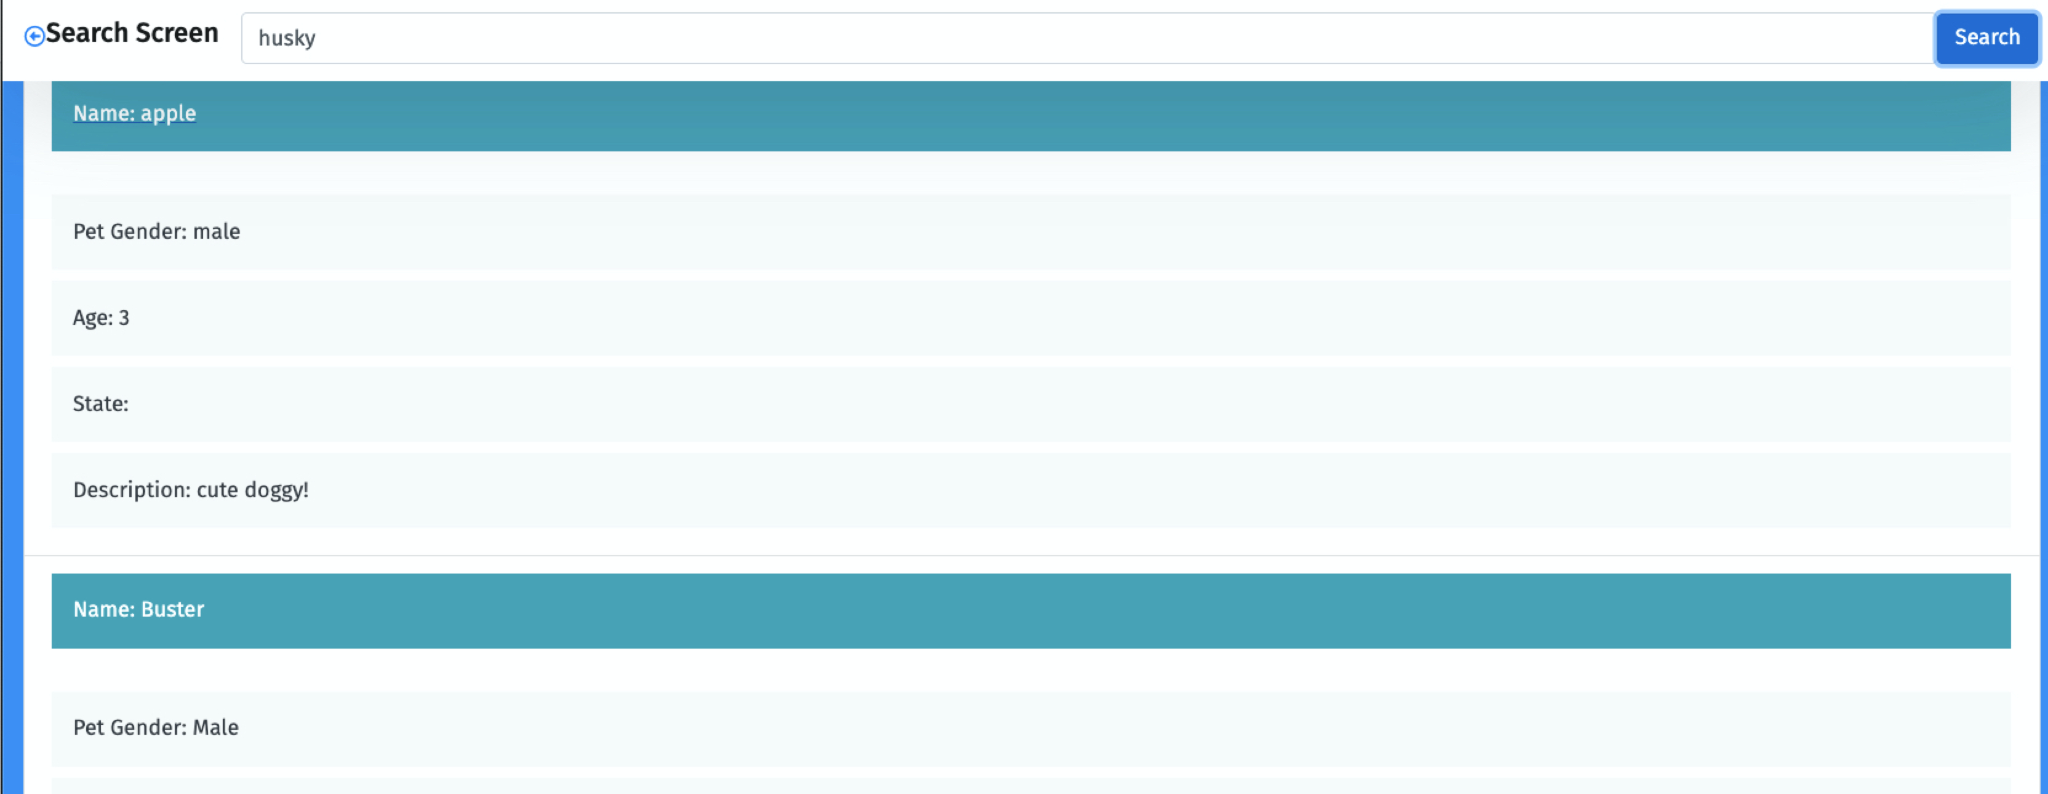 Search Screen
husky
Search
Name: apple
Pet Gender: male
Age: 3
State:
Description: cute doggy!
Name: Buster
Pet Gender: Male